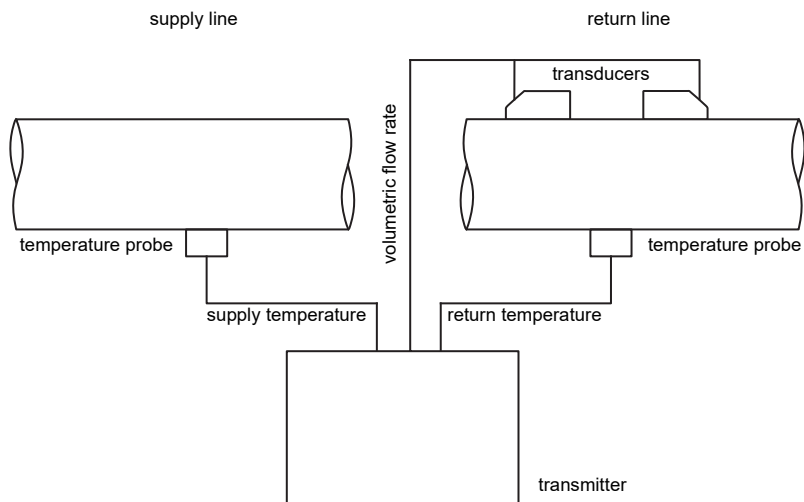 supply line
return line
transducers
volumetric flow rate
temperature probe
temperature probe
supply temperature
return temperature
transmitter